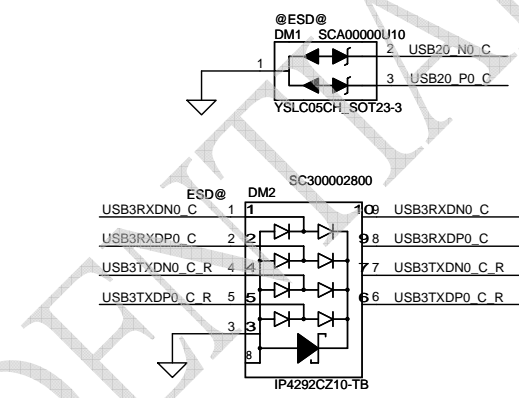 @ESD@
DM1 SCA00000U10
1
2 USB20_N0_C
3 USB20_P0_C
YSLC05CH_SOT23-3
SC300002800
ESD@ DM2
USB3RXDN0_C 1 1 10 9 USB3RXDN0_C
USB3RXDP0_C 2 2 9 8 USB3RXDP0_C
USB3TXDN0_C_R 4 4 7 7 USB3TXDN0_C_R
USB3TXDP0_C_R 5 5 6 6 USB3TXDP0_C_R
3 3
8
IP4292CZ10-TB